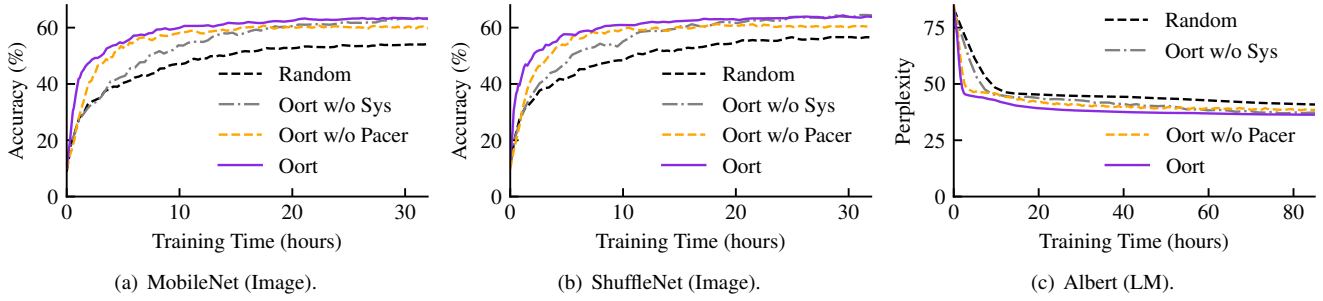 Accuracy (%)
60
40
20
0
0
10
20
30
Random
Oort w/o Sys
Oort w/o Pacer
Oort
Training Time (hours)
(a) MobileNet (Image).
Accuracy (%)
60
40
20
0
0
10
20
30
Random
Oort w/o Sys
Oort w/o Pacer
Oort
Training Time (hours)
(b) ShuffleNet (Image).
Perplexity
75
50
25
0
0
20
40
60
80
Random
Oort w/o Sys
Oort w/o Pacer
Oort
Training Time (hours)
(c) Albert (LM).